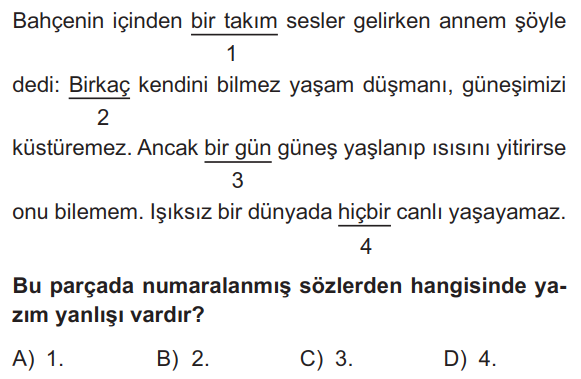 Bahçenin içinden bir takım sesler gelirken annem şöyle
1
dedi: Birkaç kendini bilmez yaşam düşmanı, güneşimizi
2
küstüremez. Ancak bir gün güneş yaşlanıp ısısını yitirirse
3
onu bilemem. Işıksız bir dünyada hiçbir canlı yaşayamaz.
4
Bu parçada numaralanmış sözlerden hangisinde ya-
zım yanlışı vardır?
A) 1. B) 2. C) 3. D) 4.